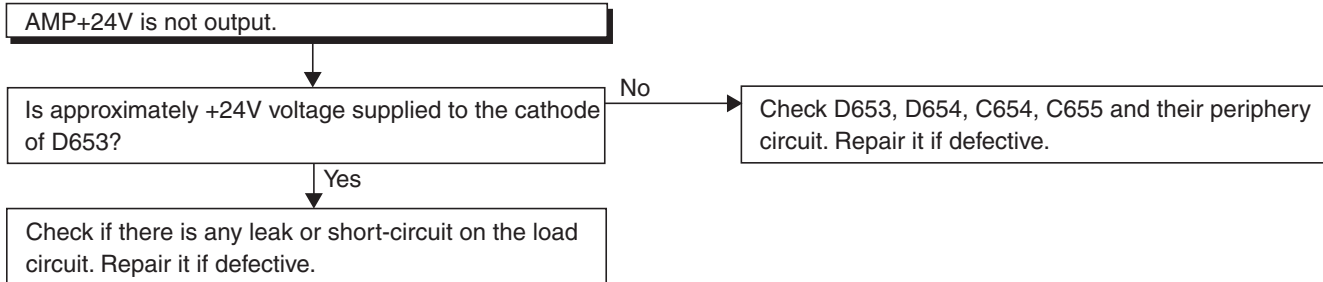 AMP+24V is not output.
Is approximately +24V voltage supplied to the cathode
of D653?
No
Check D653, D654, C654, C655 and their periphery
circuit. Repair it if defective.
Yes
Check if there is any leak or short-circuit on the load
circuit. Repair it if defective.